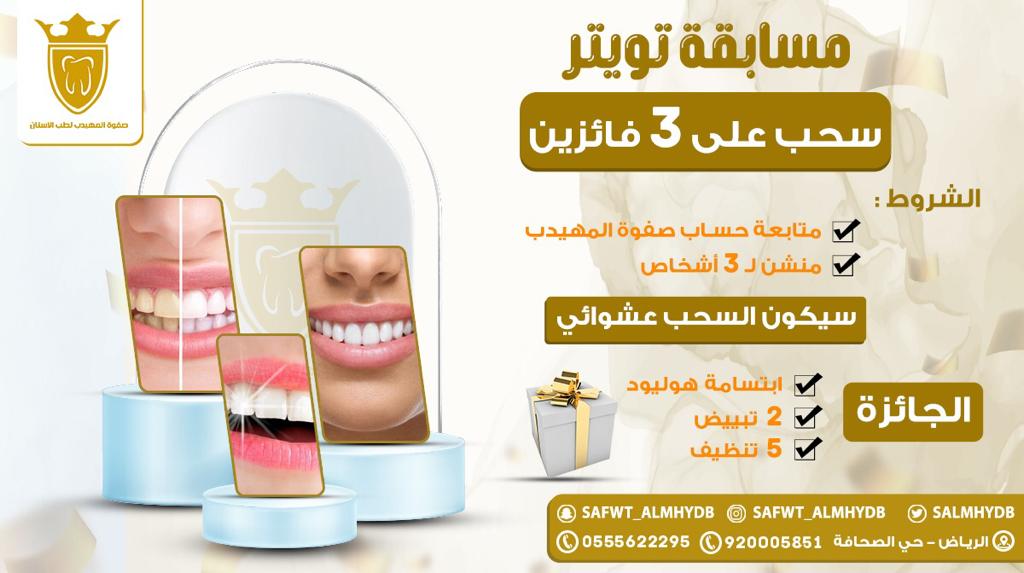 صفوة المهيدب لطب الاسنان
مسابقة تويتر
سحب على 3 فائزين
الشروط :
متابعة حساب صفوة المهيدب
منشن لـ 3 أشخاص
سيكون السحب عشوائي
الجائزة
ابتسامة هوليود
2 تبييض
5 تنظيف
SAFWT_ALMHYDB SAFWT_ALMHYDB SALMHYDB
0555622295 920005851 الرياض - حي الصحافة